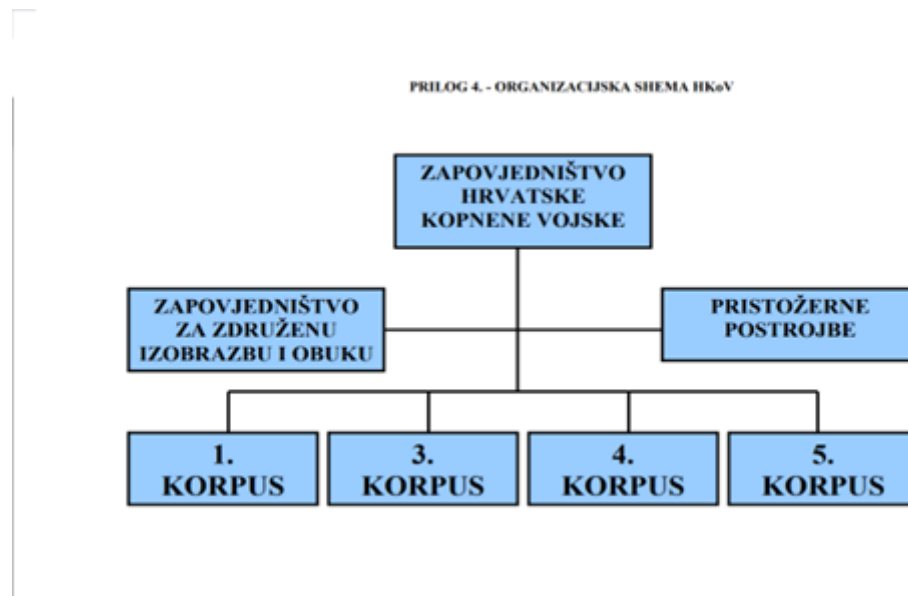 PRILOG 4. - ORGANIZACIJSKA SHEMA HKoV
ZAPOVJEDNIŠTVO
HRVATSKE
KOPNENE VOJSKE
ZAPOVJEDNIŠTVO
ZA ZDRUŽENU
IZOBRAZBU I OBUKU
PRISTOŽERNE
POSTROJBE
1.
KORPUS
3.
KORPUS
4.
KORPUS
5.
KORPUS